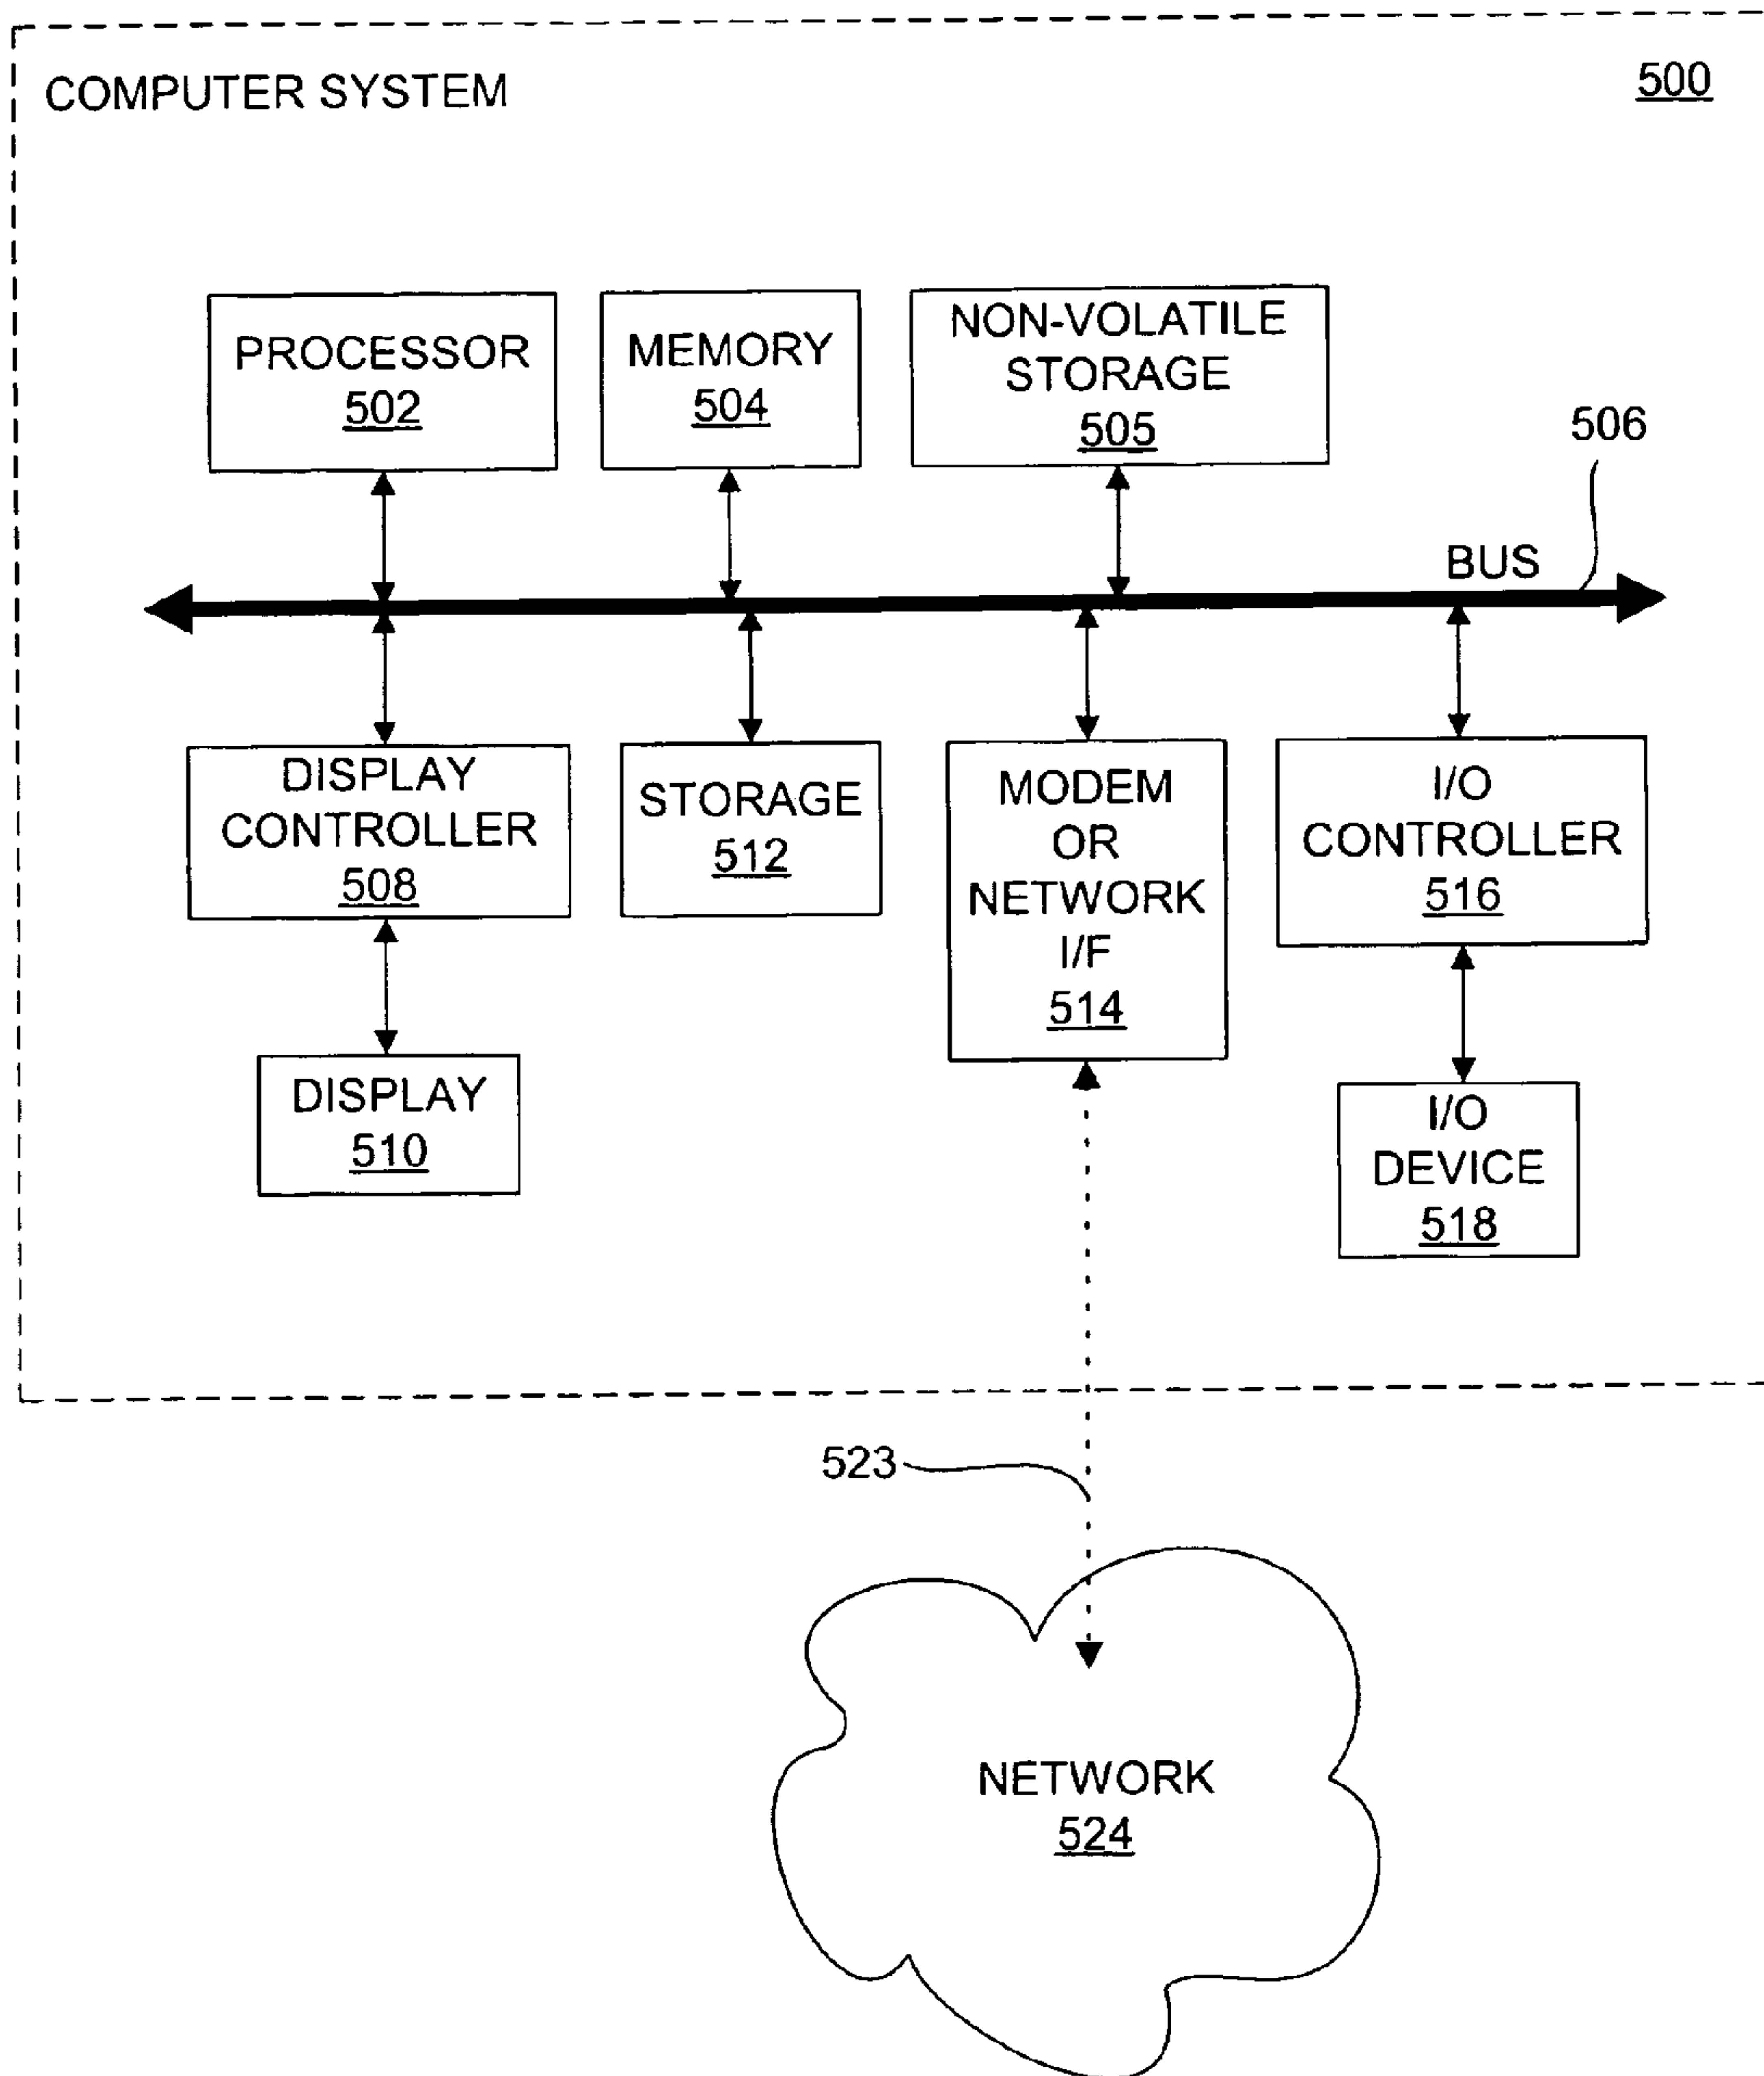 COMPUTER SYSTEM
500
PROCESSOR
502
MEMORY
504
NON-VOLATILE
STORAGE
505
506
BUS
DISPLAY
CONTROLLER
508
STORAGE
512
MODEM
OR
NETWORK
I/F
514
I/O
CONTROLLER
516
DISPLAY
510
I/O
DEVICE
518
523
NETWORK
524